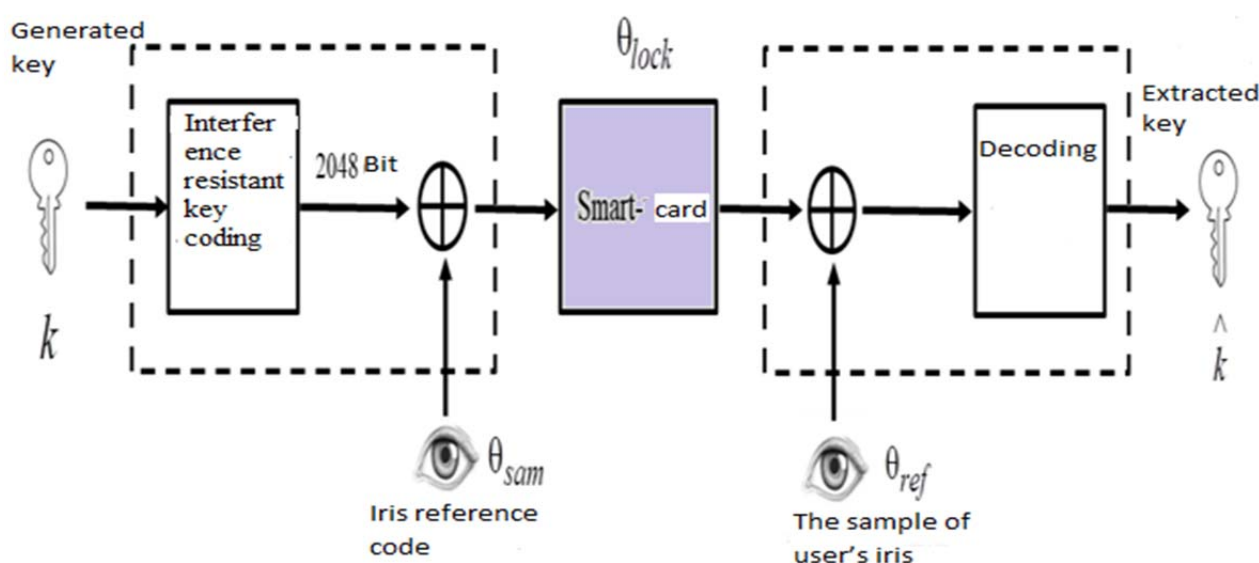 Generated
key
θlock
Extracted
key
Interfer
ence
resistant
key
coding
2048 Bit
Smart- card
Decoding
k
^
k
θsam
Iris reference
code
θref
The sample of
user's iris